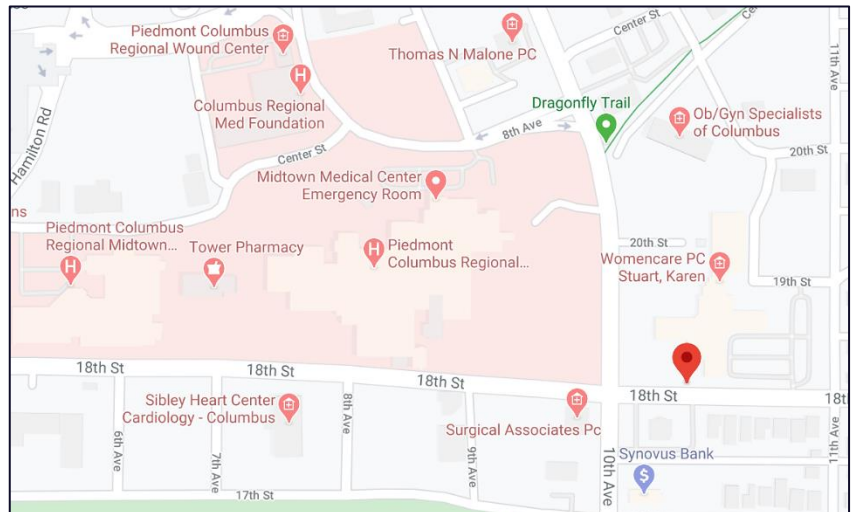 Piedmont Columbus
Regional Wound Center
Thomas N Malone PC
Center St
Cen
11th Ave
Columbus Regional
Med Foundation
Dragonfly Trail
8th Ave
Ob/Gyn Specialists
of Columbus
Hamilton Rd
Center St
20th St
Midtown Medical Center
Emergency Room
ns
Piedmont Columbus
Regional Midtown...
Tower Pharmacy
Piedmont
Columbus Regional...
20th St
Womencare PC
Stuart, Karen
19th St
18th St
18th St
18th St
18t
Sibley Heart Center
Cardiology - Columbus
Surgical Associates Pc
6th Ave
7th Ave
8th Ave
9th Ave
10th Ave
11th Ave
Synovus Bank
17th St
H
H
H
$